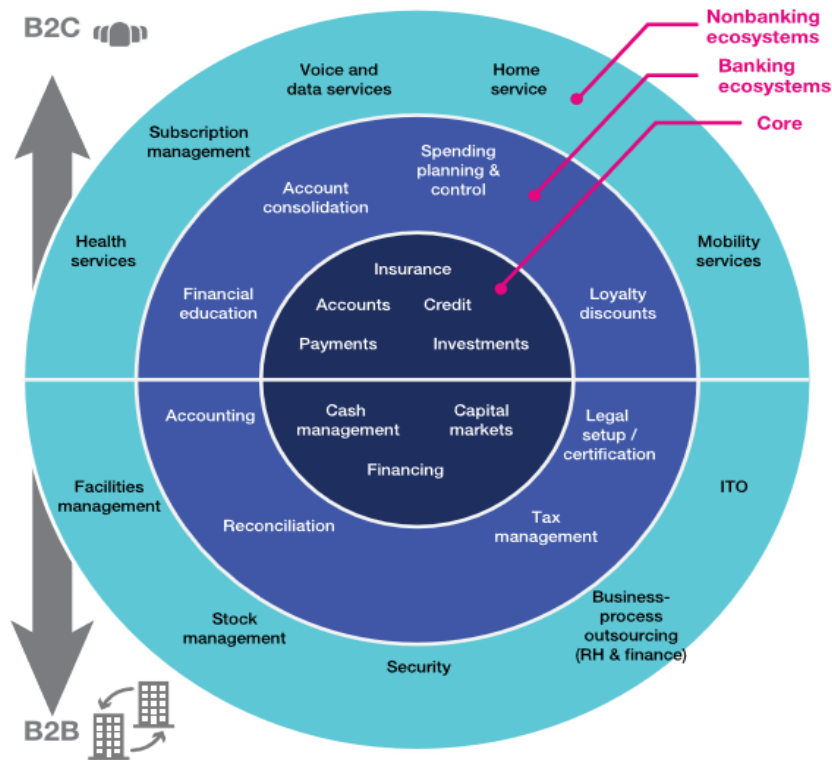 B2C
Nonbanking
ecosystems
Banking
ecosystems
Core
Voice and
data services
Home
service
Subscription
management
Spending
planning &
control
Account
consolidation
Health
services
Mobility
services
Insurance
Financial
education
Accounts
Credit
Loyalty
discounts
Payments
Investments
Accounting
Cash
management
Capital
markets
Legal
setup /
certification
Financing
Facilities
management
ITO
Reconciliation
Tax
management
Stock
management
Business-
process
outsourcing
(RH & finance)
Security
B2B